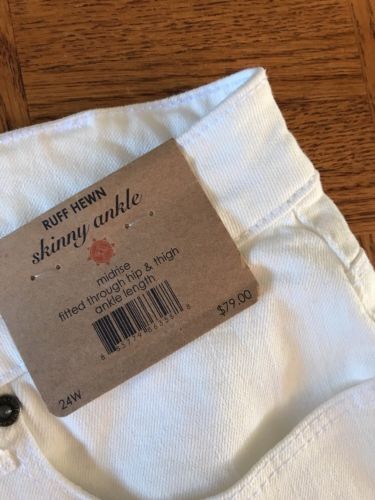 RUFF HEWN
skinny ankle
midrise
fitted through hip & thigh
ankle length
$79.00
24W